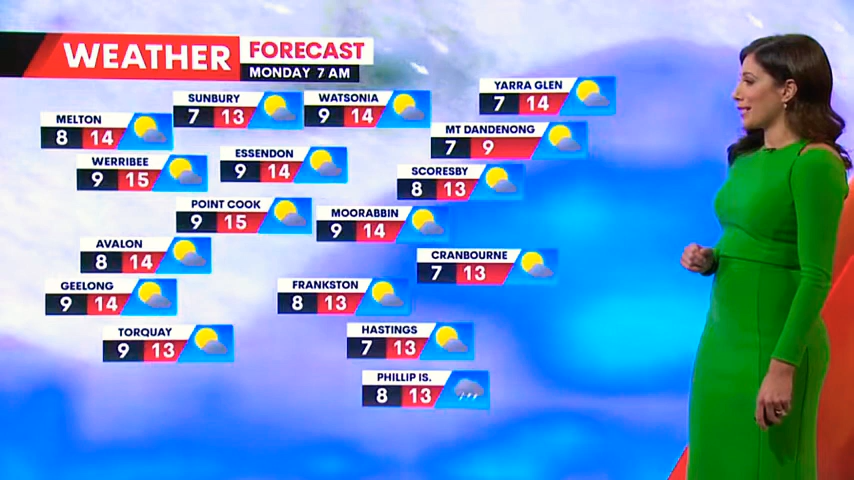 WEATHER
FORECAST
MONDAY 7 AM
YARRA GLEN
7 14
SUNBURY
7 13
WATSONIA
9 14
MELTON
8 14
MT DANDENONG
7 9
ESSENDON
9 14
WERRIBEE
9 15
SCORESBY
8 13
POINT COOK
9 15
MOORABBIN
9 14
AVALON
8 14
CRANBOURNE
7 13
GEELONG
9 14
FRANKSTON
8 13
TORQUAY
9 13
HASTINGS
7 13
PHILLIP IS.
8 13